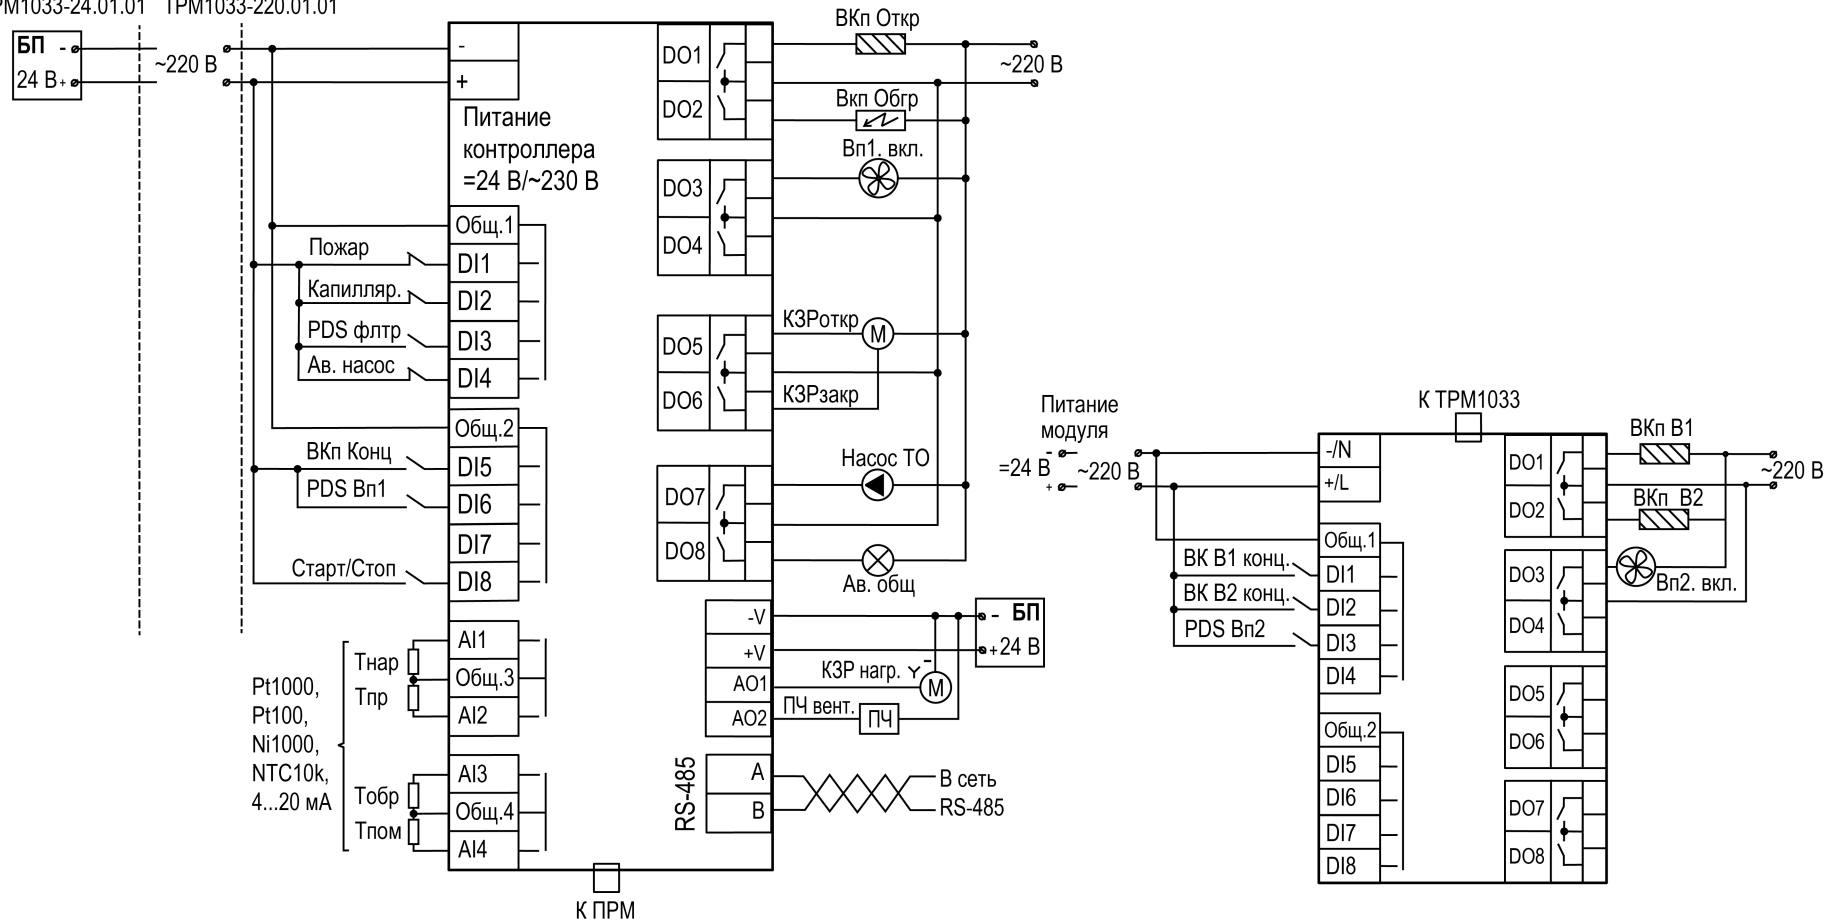 РМ1033-24.01.01 ТРМ1033-220.01.01
БП -
24 В +
~220 В
-
+
Питание
контроллера
=24 В/~230 В
Общ.1
Пожар
DI1
Капилляр.
DI2
PDS флтр
DI3
Ав. насос
DI4
Общ.2
ВКп Конц
DI5
PDS Вп1
DI6
DI7
Старт/Стоп
DI8
AI1
Тнар
Общ.3
Тпр
AI2
Pt1000,
Pt100,
Ni1000,
NTC10k,
4...20 мА
AI3
Тобр
Общ.4
Тпом
AI4
К ПРМ
DO1
DO2
DO3
DO4
DO5
DO6
DO7
DO8
ВКп Откр
~220 В
Вкп Обгр
Вп1. вкл.
КЗРоткр
М
КЗРзакр
Насос ТО
Ав. общ
-V
+V
AO1
AO2
- БП
+ 24 В
КЗР нагр. Y -
М
ПЧ вент.
ПЧ
RS-485
A
B
В сеть
RS-485
Питание
модуля
-
=24 В
+
~220 В
К ТРМ1033
-/N
+/L
Общ.1
ВК В1 конц.
DI1
ВК В2 конц.
DI2
PDS Вп2
DI3
DI4
Общ.2
DI5
DI6
DI7
DI8
DO1
DO2
DO3
DO4
DO5
DO6
DO7
DO8
ВКп В1
~220 В
ВКп В2
Вп2. вкл.